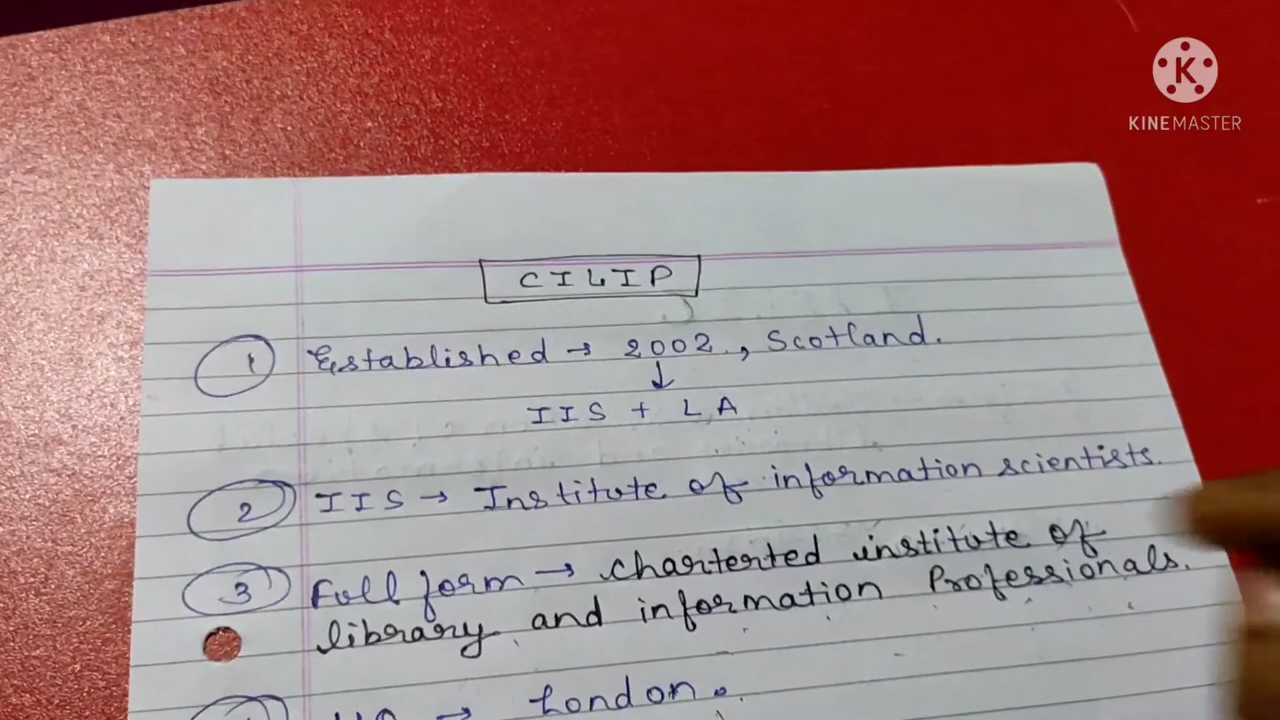 K
KINEMASTER
CILIP
1 Established → 2002, Scotland.
↓
IIS + LA
2 IIS → Institute of information scientists.
3 Full form → charterted institute of
library and information Professionals.
HQ → London.